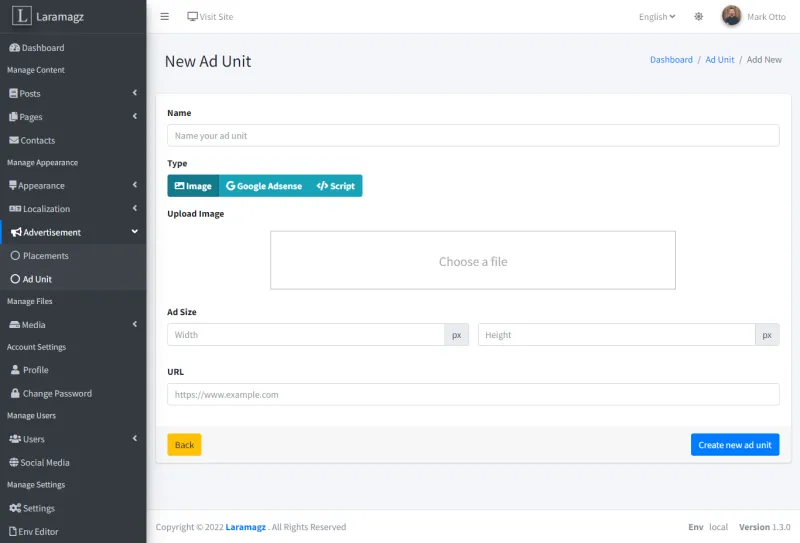 L Laramagz
Visit Site
English
Mark Otto
Dashboard
Manage Content
Posts
Pages
Contacts
Manage Appearance
Appearance
Localization
Advertisement
Placements
Ad Unit
Manage Files
Media
Account Settings
Profile
Change Password
Manage Users
Users
Social Media
Manage Settings
Settings
Env Editor
New Ad Unit
Dashboard / Ad Unit / Add New
Name
Name your ad unit
Type
Image Google Adsense Script
Upload Image
Choose a file
Ad Size
Width px Height px
URL
https://www.example.com
Back Create new ad unit
Copyright © 2022 Laramagz . All Rights Reserved
Env local Version 1.3.0